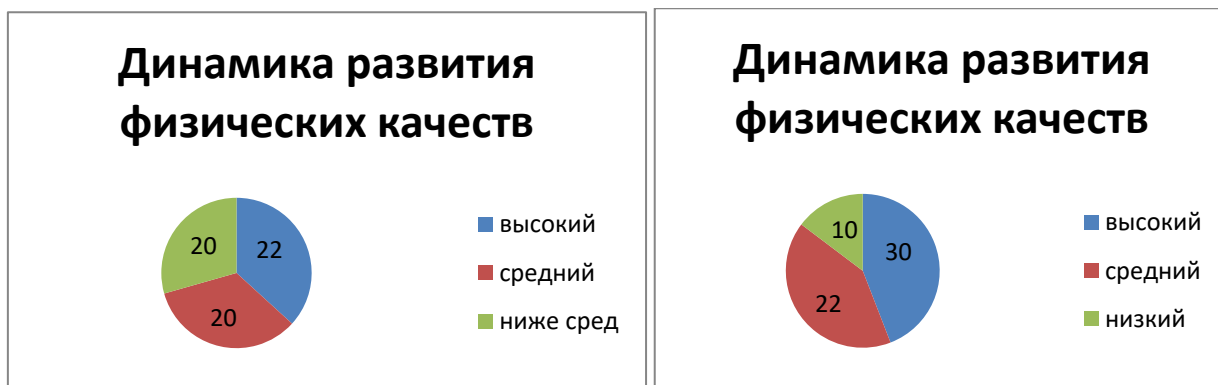 Динамика развития
физических качеств
20
22
20
высокий
средний
ниже сред
Динамика развития
физических качеств
10
30
22
высокий
средний
низкий